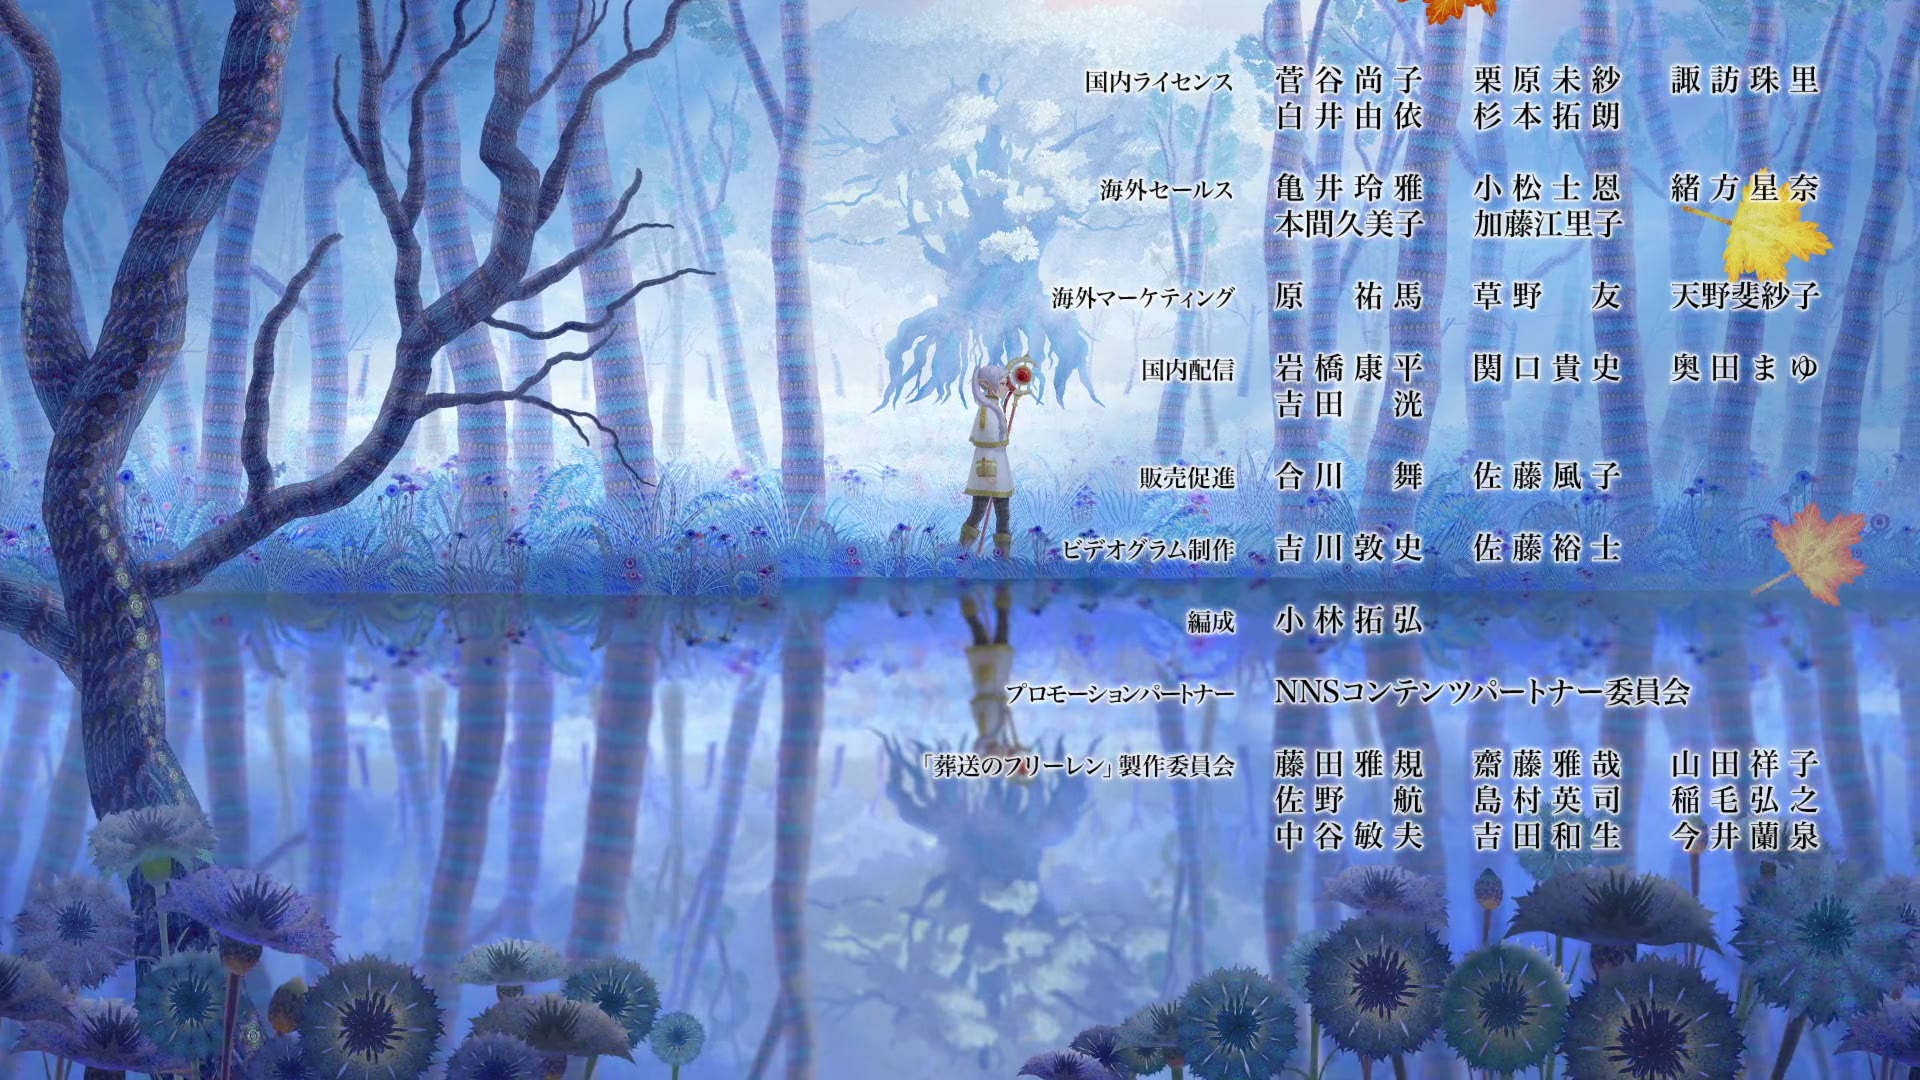 国内ライセンス 菅谷尚子 栗原未紗 諏訪珠里
白井由依 杉本拓朗
海外セールス 亀井玲雅 小松士恩 緒方星奈
本間久美子 加藤江里子
海外マーケティング 原祐馬 草野友 天野斐紗子
国内配信 岩橋康平 関口貴史 奥田まゆ
吉田洸
販売促進 合川舞 佐藤風子
ビデオグラム制作 吉川敦史 佐藤裕士
編成 小林拓弘
プロモーションパートナー NNSコンテンツパートナー委員会
「葬送のフリーレン」製作委員会 藤田雅規 齋藤雅哉 山田祥子
佐野航 島村英司 稲毛弘之
中谷敏夫 吉田和生 今井蘭泉